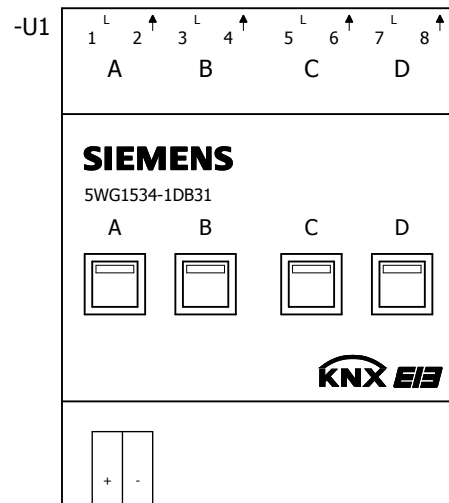 -U1
L L L L
1 2 3 4 5 6 7 8
A B C D
SIEMENS
5WG1534-1DB31
A B C D
KNX EIB
+ -